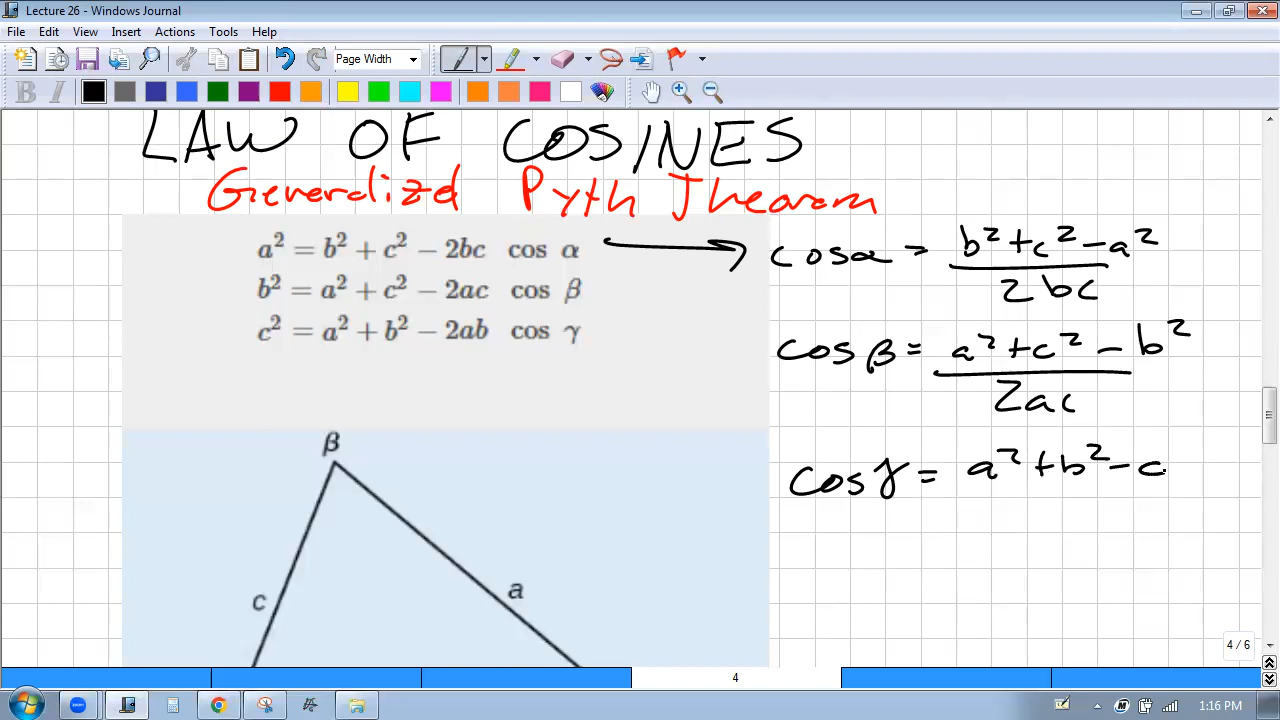 Lecture 26 - Windows Journal
File Edit View Insert Actions Tools Help
Page Width
B I
LAW OF COSINES
Generalized Pyth Theorem
a² = b² + c² − 2bc cos α
b² = a² + c² − 2ac cos β
c² = a² + b² − 2ab cos γ
cos α = b² + c² − a² / 2bc
cos β = a² + c² − b² / 2ac
cos γ = a² + b² − c
β
c
a
4 / 6
4
1:16 PM